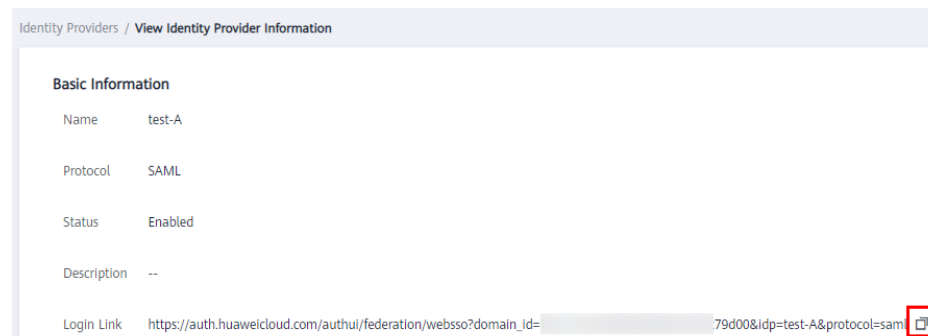 Identity Providers / View Identity Provider Information
Basic Information
Name test-A
Protocol SAML
Status Enabled
Description --
Login Link https://auth.huaweicloud.com/authui/federation/websso?domain_id= 79d00&idp=test-A&protocol=saml